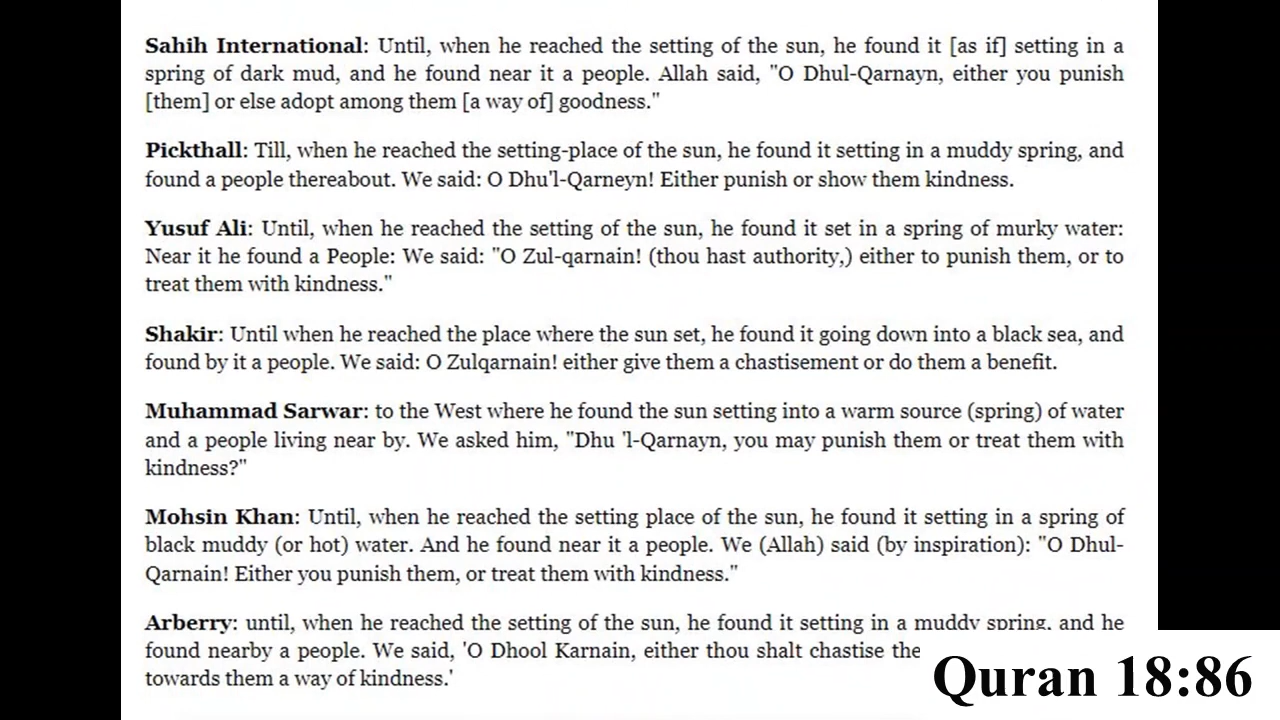 Sahih International: Until, when he reached the setting of the sun, he found it [as if] setting in a
spring of dark mud, and he found near it a people. Allah said, "O Dhul-Qarnayn, either you punish
[them] or else adopt among them [a way of] goodness."
Pickthall: Till, when he reached the setting-place of the sun, he found it setting in a muddy spring, and
found a people thereabout. We said: O Dhu'l-Qarneyn! Either punish or show them kindness.
Yusuf Ali: Until, when he reached the setting of the sun, he found it set in a spring of murky water:
Near it he found a People: We said: "O Zul-qarnain! (thou hast authority,) either to punish them, or to
treat them with kindness."
Shakir: Until when he reached the place where the sun set, he found it going down into a black sea, and
found by it a people. We said: O Zulqarnain! either give them a chastisement or do them a benefit.
Muhammad Sarwar: to the West where he found the sun setting into a warm source (spring) of water
and a people living near by. We asked him, "Dhu 'l-Qarnayn, you may punish them or treat them with
kindness?"
Mohsin Khan: Until, when he reached the setting place of the sun, he found it setting in a spring of
black muddy (or hot) water. And he found near it a people. We (Allah) said (by inspiration): "O Dhul-
Qarnain! Either you punish them, or treat them with kindness."
Arberry: until, when he reached the setting of the sun, he found it setting in a muddy spring, and he
found nearby a people. We said, 'O Dhool Karnain, either thou shalt chastise
towards them a way of kindness.'
Quran 18:86